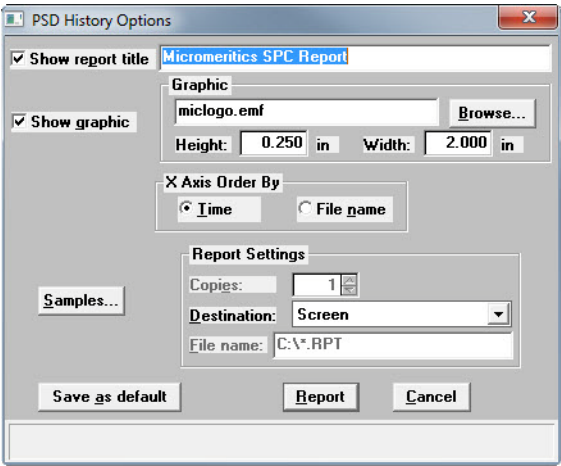 PSD History Options
Show report title Micromeritics SPC Report
Graphic
miclogo.emf Browse...
Show graphic
Height: 0.250 in Width: 2.000 in
X Axis Order By
Time File name
Report Settings
Copies: 1
Samples...
Destination: Screen
File name: C:\*.RPT
Save as default Report Cancel